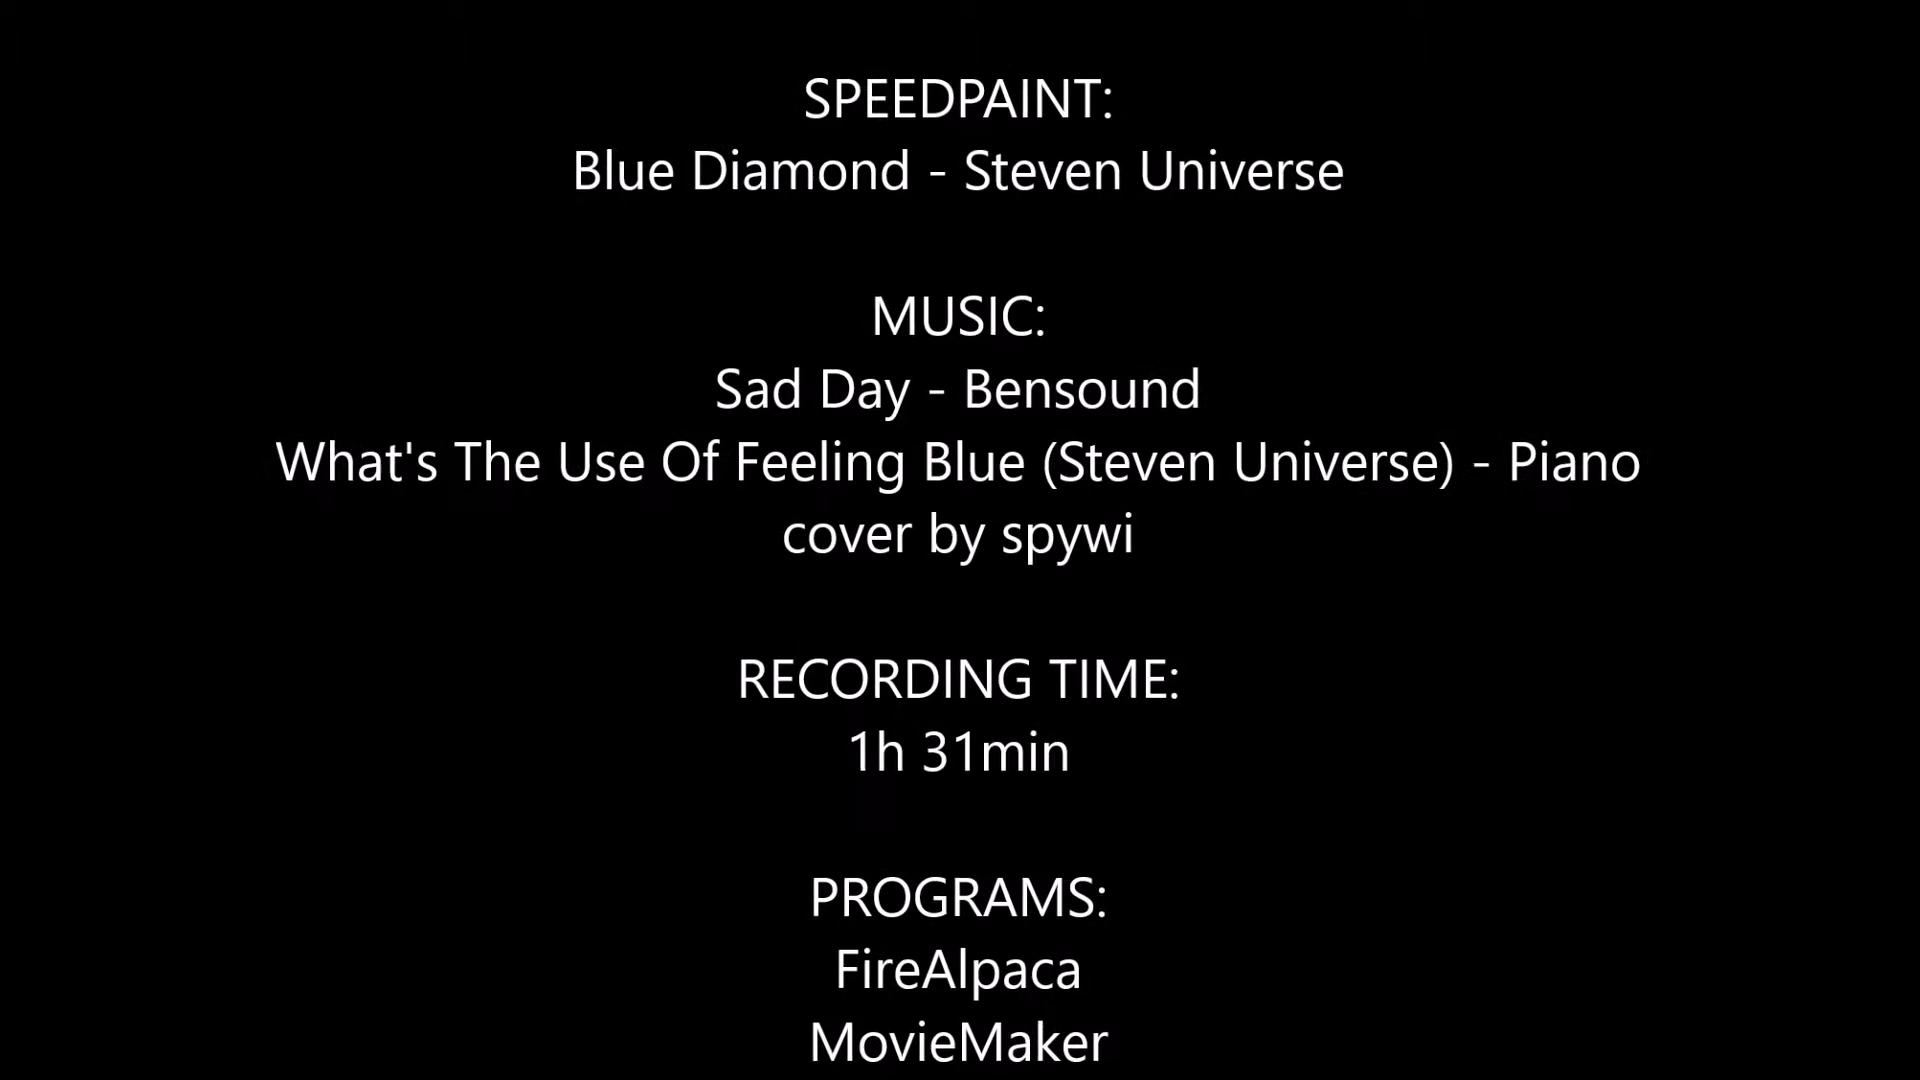 SPEEDPAINT:
Blue Diamond - Steven Universe
MUSIC:
Sad Day - Bensound
What's The Use Of Feeling Blue (Steven Universe) - Piano
cover by spywi
RECORDING TIME:
1h 31min
PROGRAMS:
FireAlpaca
MovieMaker